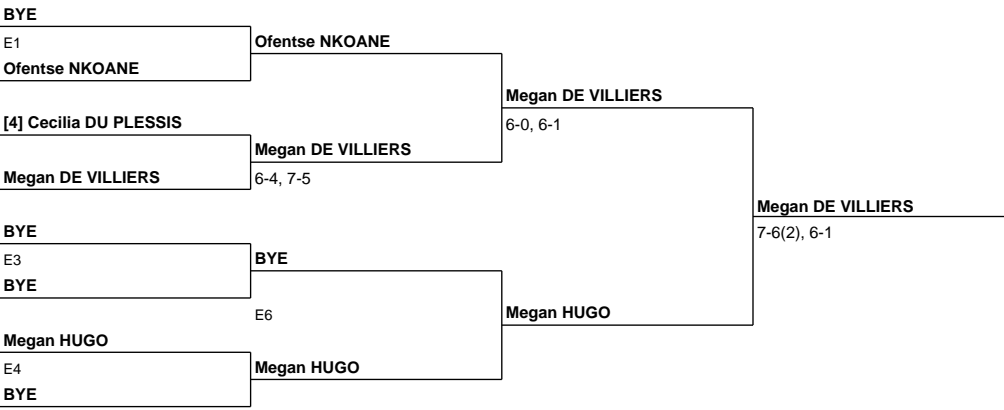 BYE
E1
Ofentse NKOANE
[4] Cecilia DU PLESSIS
Megan DE VILLIERS
BYE
E3
BYE
Megan HUGO
E4
BYE
Ofentse NKOANE
Megan DE VILLIERS
6-4, 7-5
BYE
E6
Megan HUGO
Megan DE VILLIERS
6-0, 6-1
Megan HUGO
Megan DE VILLIERS
7-6(2), 6-1